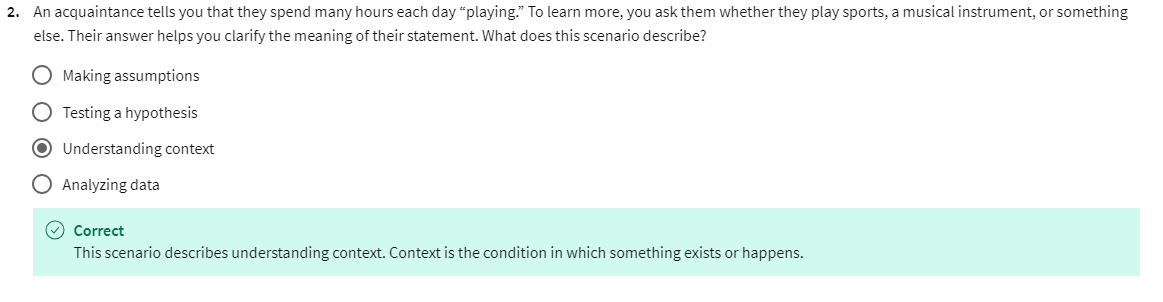 2. An acquaintance tells you that they spend many hours each day “playing.” To learn more, you ask them whether they play sports, a musical instrument, or something
else. Their answer helps you clarify the meaning of their statement. What does this scenario describe?
Making assumptions
Testing a hypothesis
Understanding context
Analyzing data
Correct
This scenario describes understanding context. Context is the condition in which something exists or happens.